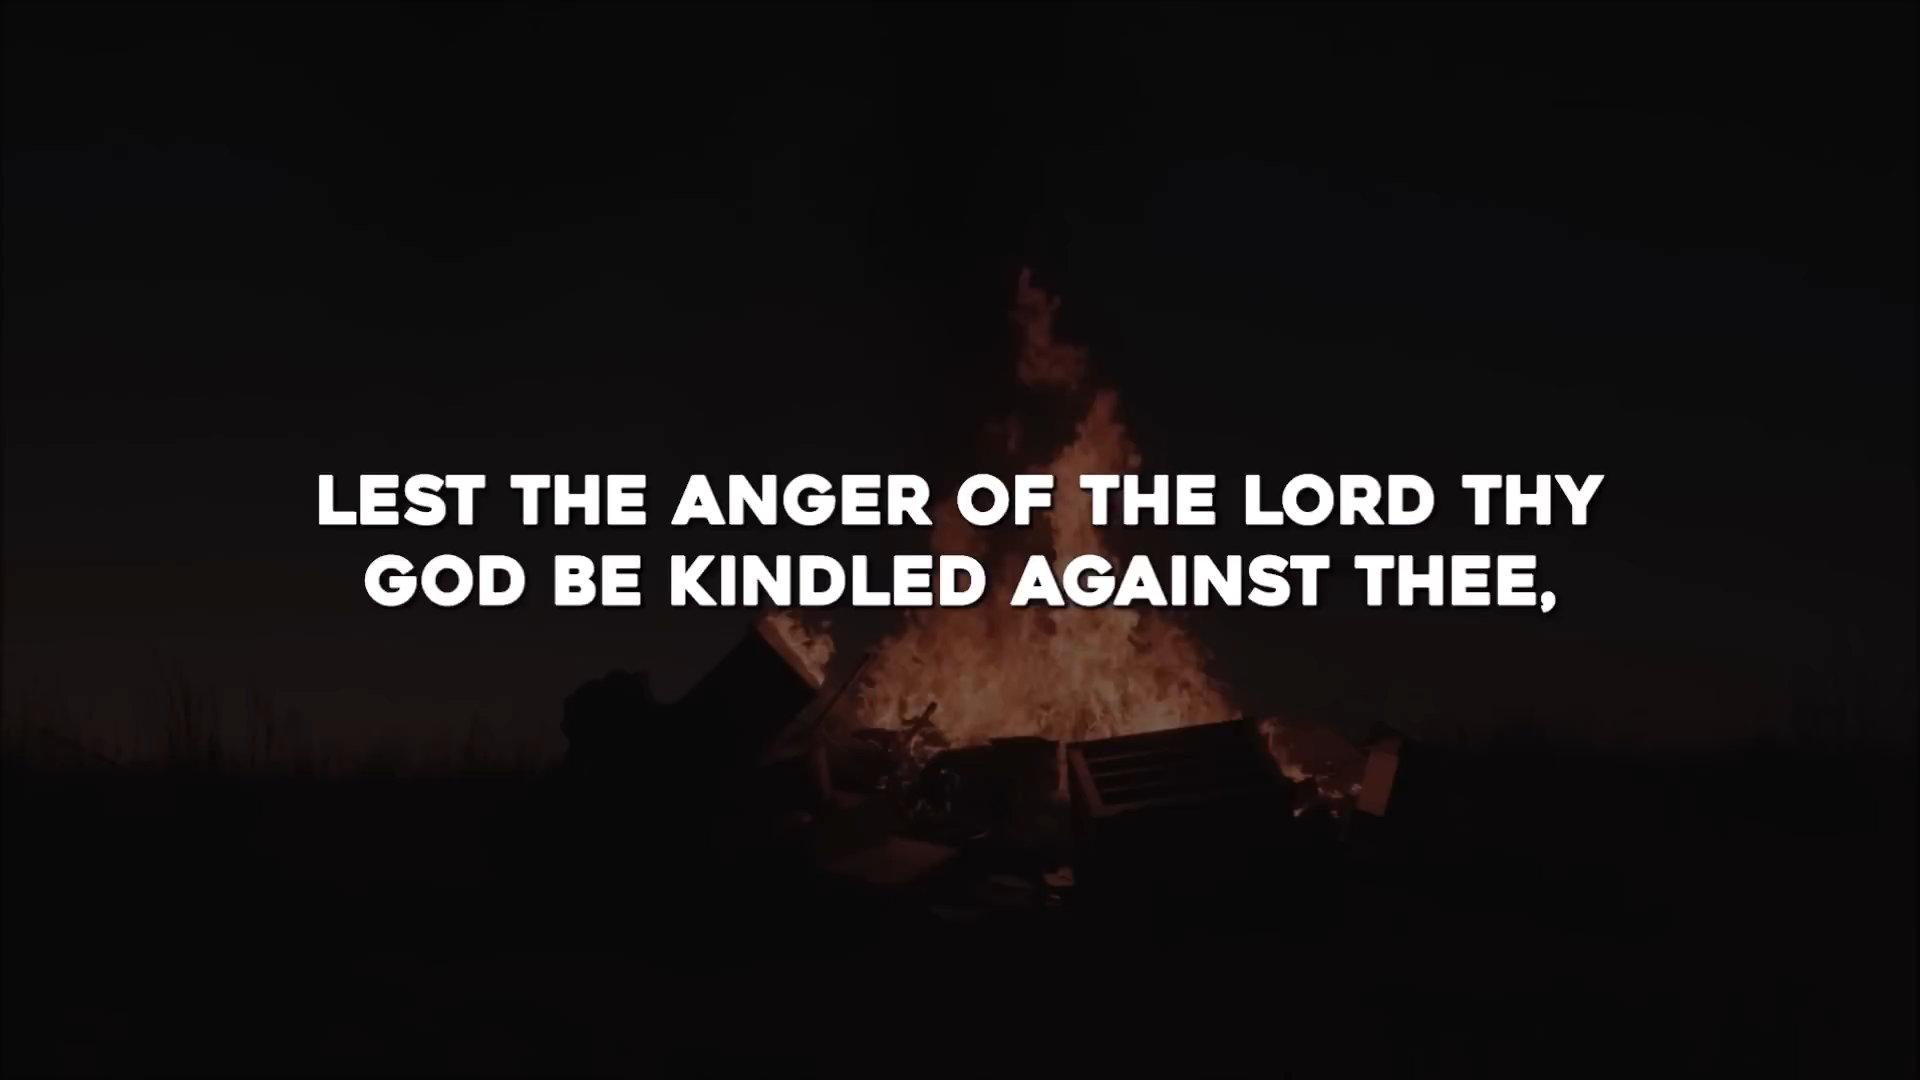 LEST THE ANGER OF THE LORD THY
GOD BE KINDLED AGAINST THEE,